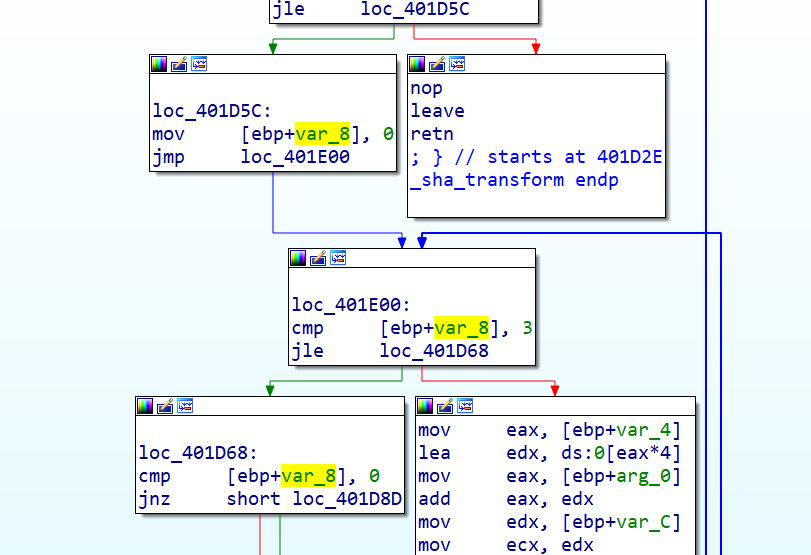 jle loc_401D5C
loc_401D5C:
mov [ebp+var_8], 0
jmp loc_401E00
nop
leave
retn
; } // starts at 401D2E
_sha_transform endp
loc_401E00:
cmp [ebp+var_8], 3
jle loc_401D68
loc_401D68:
cmp [ebp+var_8], 0
jnz short loc_401D8D
mov eax, [ebp+var_4]
lea edx, ds:0[eax*4]
mov eax, [ebp+arg_0]
add eax, edx
mov edx, [ebp+var_C]
mov ecx, edx